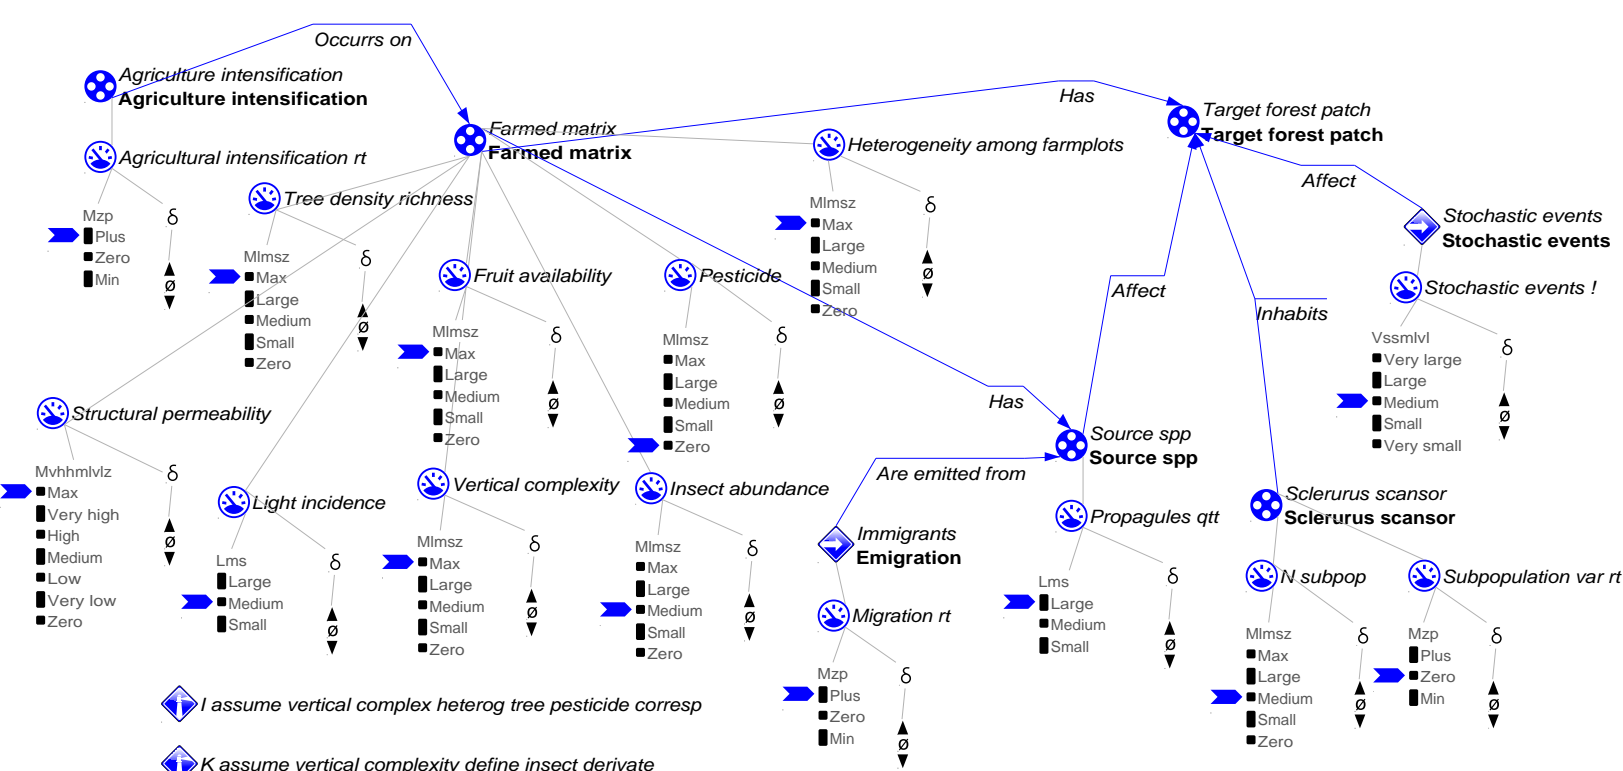 Occurrs on
Agriculture intensification
Agriculture intensification
Agricultural intensification rt
Mzp
Plus
Zero
Min
δ
ø
Farmed matrix
Farmed matrix
Has
Target forest patch
Target forest patch
Heterogeneity among farmplots
Mlmsz
Max
Large
Medium
Small
Zero
δ
ø
Affect
Stochastic events
Stochastic events
Stochastic events !
Vssmlvl
Very large
Large
Medium
Small
Very small
δ
ø
Tree density richness
Mlmsz
Max
Large
Medium
Small
Zero
δ
ø
Fruit availability
Mlmsz
Max
Large
Medium
Small
Zero
δ
ø
Pesticide
Mlmsz
Max
Large
Medium
Small
Zero
δ
ø
Affect
Inhabits
Has
Structural permeability
Mvhhmlvlz
Max
Very high
High
Medium
Low
Very low
Zero
δ
ø
Light incidence
Lms
Large
Medium
Small
δ
ø
Vertical complexity
Mlmsz
Max
Large
Medium
Small
Zero
δ
ø
Insect abundance
Mlmsz
Max
Large
Medium
Small
Zero
δ
ø
Source spp
Source spp
Are emitted from
Immigrants
Emigration
Migration rt
Mzp
Plus
Zero
Min
δ
ø
Propagules qtt
Lms
Large
Medium
Small
δ
ø
Sclerurus scansor
Sclerurus scansor
N subpop
Mlmsz
Max
Large
Medium
Small
Zero
δ
ø
Subpopulation var rt
Mzp
Plus
Zero
Min
δ
ø
I assume vertical complex heterog tree pesticide corresp
K assume vertical complexity define insect derivate